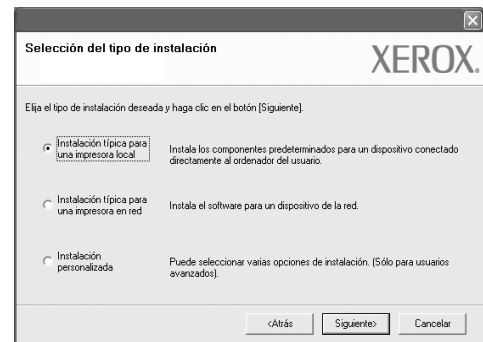 Selección del tipo de instalación
XEROX.
Elija el tipo de instalación deseada y haga clic en el botón [Siguiente].
Instalación típica para
una impresora local
Instala los componentes predeterminados para un dispositivo conectado
directamente al ordenador del usuario.
Instalación típica para
una impresora en red
Instala el software para un dispositivo de la red.
Instalación
personalizada
Puede seleccionar varias opciones de instalación. (Sólo para usuarios
avanzados).
<Atrás
Siguiente>
Cancelar